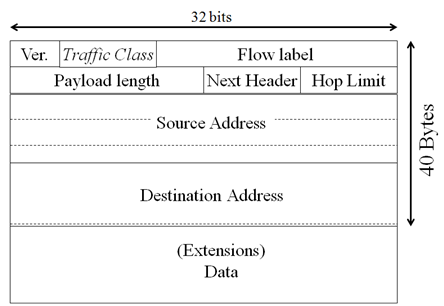 32 bits
Ver. Traffic Class Flow label
Payload length Next Header Hop Limit
Source Address
Destination Address
(Extensions)
Data
40 Bytes